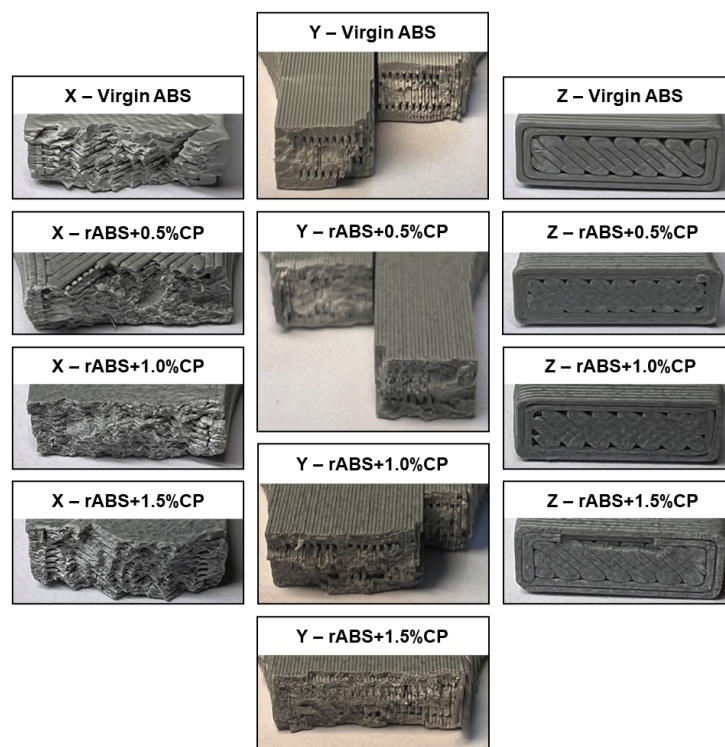 X – Virgin ABS
X – rABS+0.5%CP
X – rABS+1.0%CP
X – rABS+1.5%CP
Y – Virgin ABS
Y – rABS+0.5%CP
Y – rABS+1.0%CP
Y – rABS+1.5%CP
Z – Virgin ABS
Z – rABS+0.5%CP
Z – rABS+1.0%CP
Z – rABS+1.5%CP